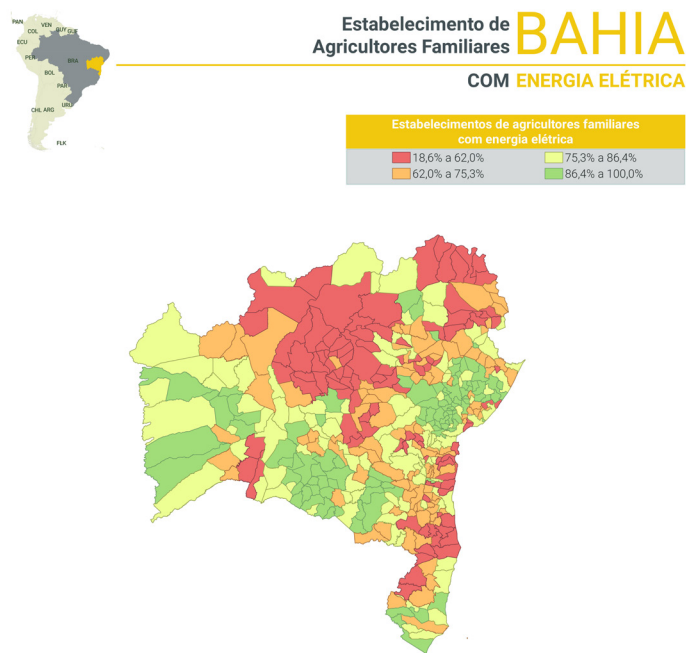 PAN
VEN
COL
GUY
GUF
ECU
PER
BRA
BOL
PAR
CHL ARG
URU
FLK
Estabelecimento de
Agricultores Familiares
BAHIA
COM ENERGIA ELÉTRICA
Estabelecimentos de agricultores familiares
com energia elétrica
18,6% a 62,0%
75,3% a 86,4%
62,0% a 75,3%
86,4% a 100,0%